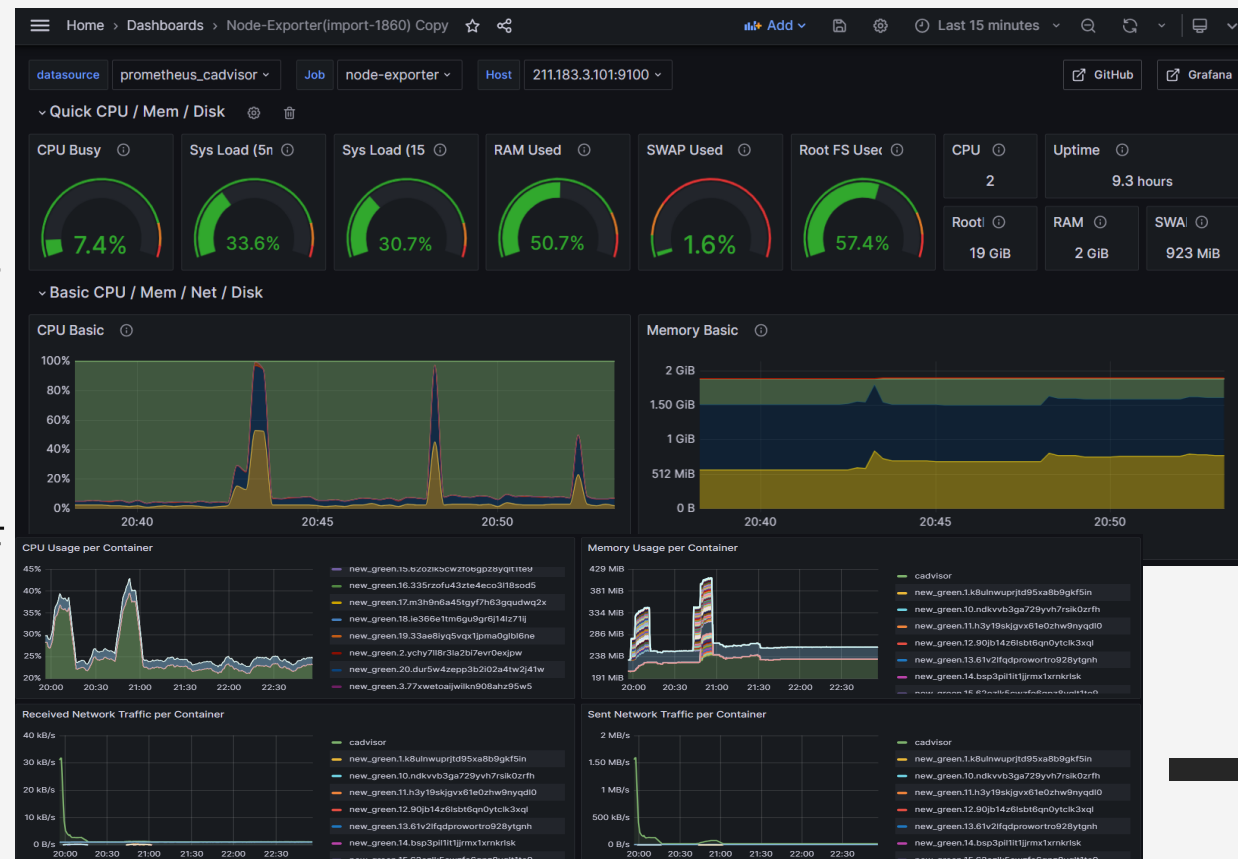 Home › Dashboards › Node-Exporter(import-1860) Copy
Add
Last 15 minutes
datasource prometheus_cadvisor Job node-exporter Host 211.183.3.101:9100 GitHub Grafana
Quick CPU / Mem / Disk
CPU Busy Sys Load (5m Sys Load (15 RAM Used SWAP Used Root FS Used CPU Uptime
2 9.3 hours
7.4% 33.6% 30.7% 50.7% 1.6% 57.4%
Root RAM SWA
19 GiB 2 GiB 923 MiB
Basic CPU / Mem / Net / Disk
CPU Basic
100%
80%
60%
40%
20%
0%
20:40 20:45 20:50
Memory Basic
2 GiB
1.50 GiB
1 GiB
512 MiB
0 B
20:40 20:45 20:50
CPU Usage per Container
45%
40%
35%
30%
25%
20%
20:00 20:30 21:00 21:30 22:00 22:30
new_green.16.335rzofu43zte4eco3l18sod5
new_green.17.m3h9n6a45tgyf7h63gqudwq2x
new_green.18.ie366e1tm6gu9gr6j14lz71ij
new_green.19.33ae8iyq5vqx1jpma0glbl6ne
new_green.2.ychy7ll8r3la2bi7evr0exjpw
new_green.20.dur5w4zepp3b2i02a4tw2j41w
new_green.3.77xwetoaijwilkn908ahz95w5
Memory Usage per Container
429 MiB
381 MiB
334 MiB
286 MiB
238 MiB
191 MiB
20:00 20:30 21:00 21:30 22:00 22:30
cadvisor
new_green.1.k8ulnwuprjtd95xa8b9gkf5in
new_green.10.ndkvvb3ga729yvh7rsik0zrfh
new_green.11.h3y19skjgvx61e0zhw9nyqdl0
new_green.12.90jb14z6lsbt6qn0ytclk3xql
new_green.13.61v2lfqdprowortro928ytgnh
new_green.14.bsp3pil1it1jjrmx1xrnkrlsk
Received Network Traffic per Container
40 kB/s
30 kB/s
20 kB/s
10 kB/s
0 B/s
20:00 20:30 21:00 21:30 22:00 22:30
cadvisor
new_green.1.k8ulnwuprjtd95xa8b9gkf5in
new_green.10.ndkvvb3ga729yvh7rsik0zrfh
new_green.11.h3y19skjgvx61e0zhw9nyqdl0
new_green.12.90jb14z6lsbt6qn0ytclk3xql
new_green.13.61v2lfqdprowortro928ytgnh
new_green.14.bsp3pil1it1jjrmx1xrnkrlsk
Sent Network Traffic per Container
2 MB/s
1.50 MB/s
1 MB/s
500 kB/s
0 B/s
20:00 20:30 21:00 21:30 22:00 22:30
cadvisor
new_green.1.k8ulnwuprjtd95xa8b9gkf5in
new_green.10.ndkvvb3ga729yvh7rsik0zrfh
new_green.11.h3y19skjgvx61e0zhw9nyqdl0
new_green.12.90jb14z6lsbt6qn0ytclk3xql
new_green.13.61v2lfqdprowortro928ytgnh
new_green.14.bsp3pil1it1jjrmx1xrnkrlsk